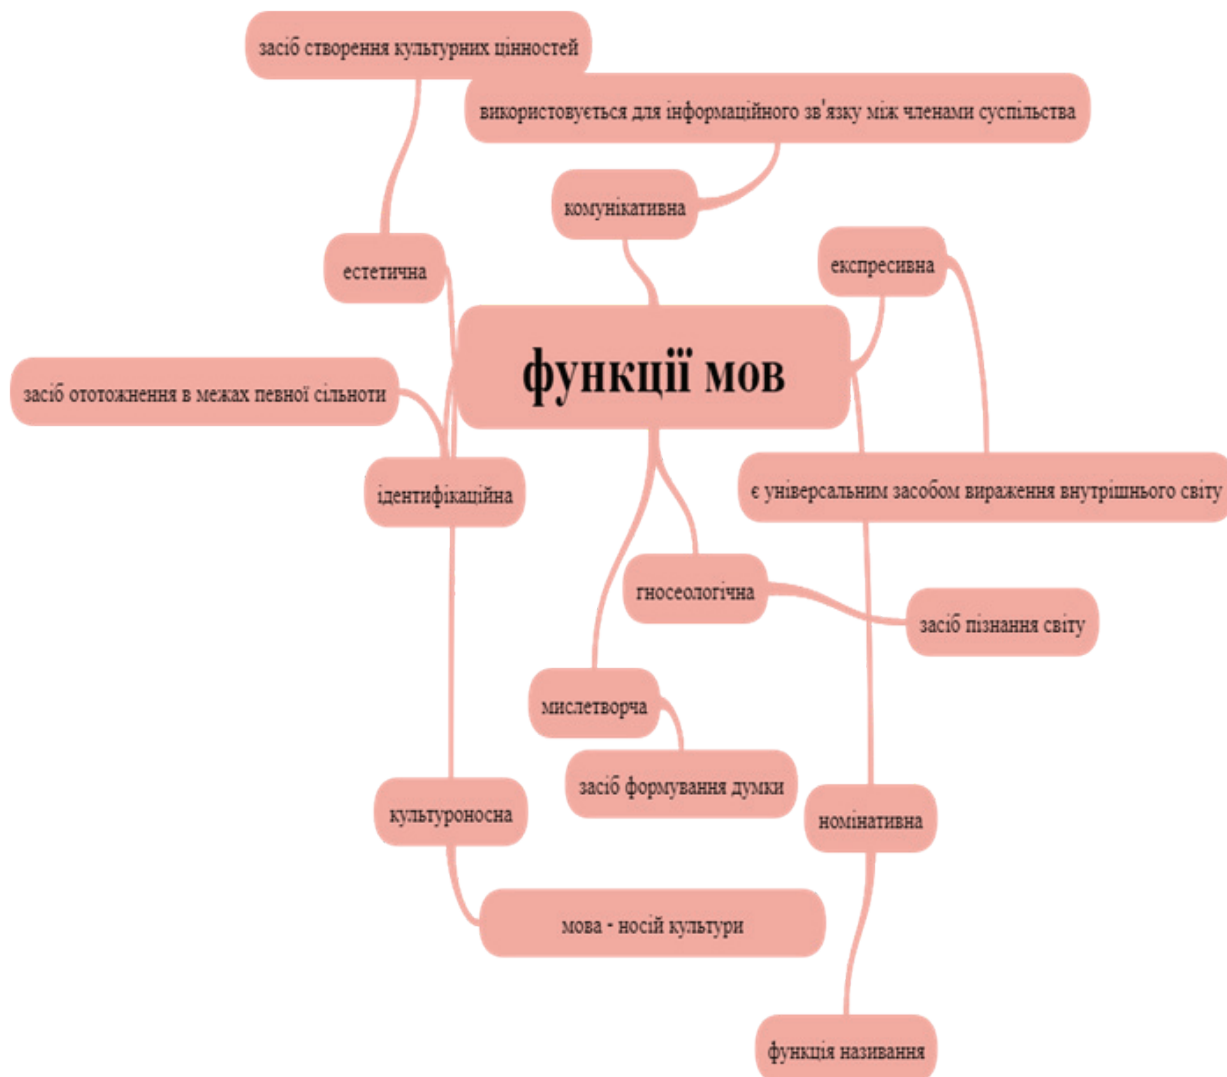 засіб створення культурних цінностей
використовується для інформаційного зв'язку між членами суспільства
комунікативна
експресивна
естетична
функції мов
засіб ототожнення в межах певної сільноти
ідентифікаційна
є універсальним засобом вираження внутрішнього світу
гносеологічна
засіб пізнання світу
мислетворча
засіб формування думки
культуроносна
номінативна
мова - носій культури
функція називання